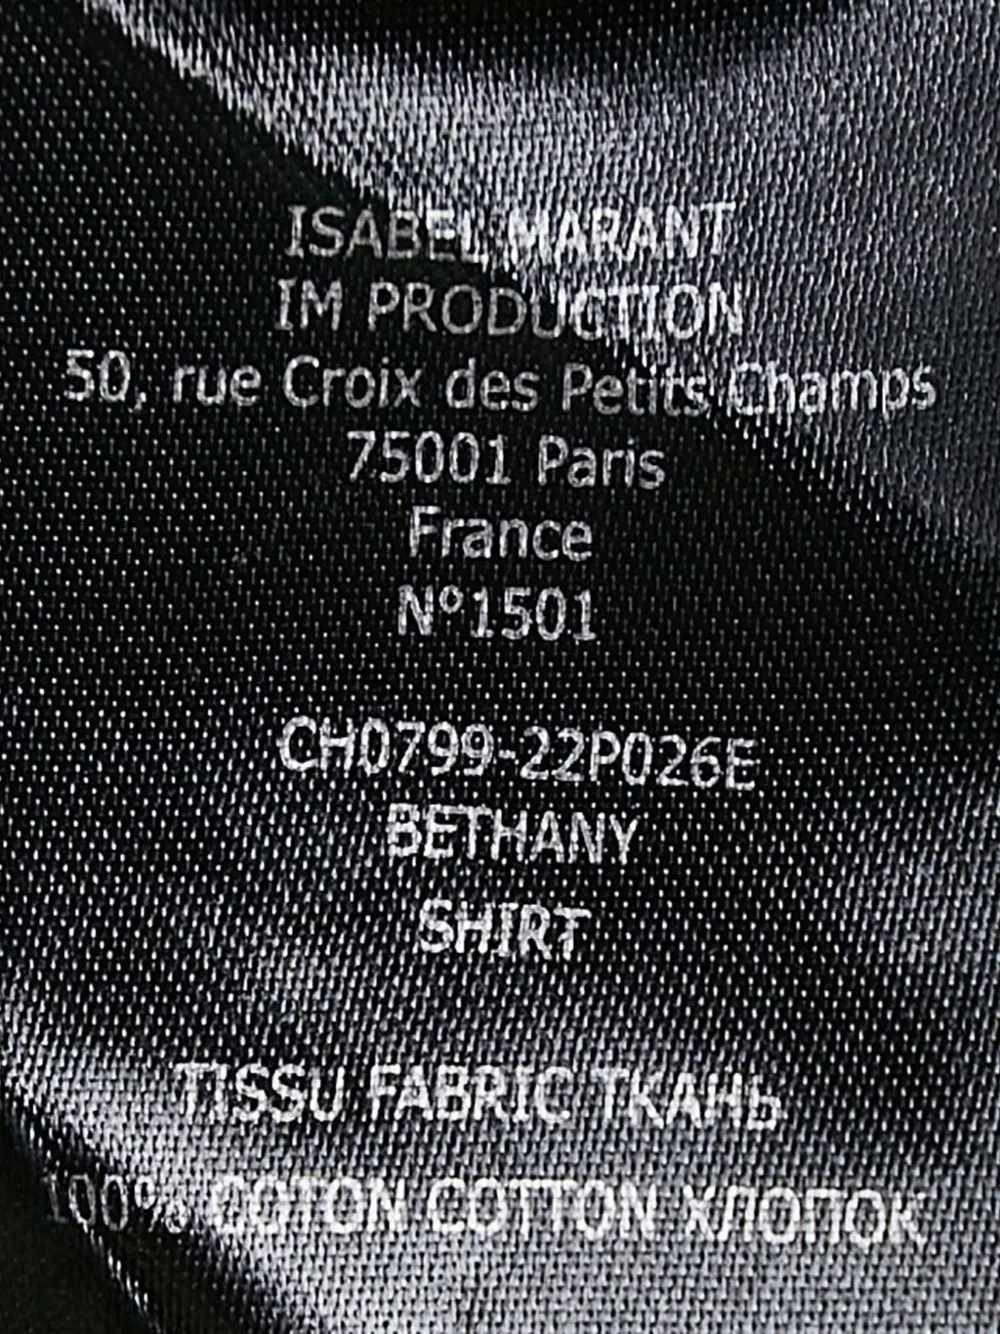 ISABEL MARANT
IM PRODUCTION
50, rue Croix des Petits Champs
75001 Paris
France
N°1501
CH0799-22P026E
BETHANY
SHIRT
TISSU FABRIC ТКАНЬ
100% COTON COTTON ХЛОПОК